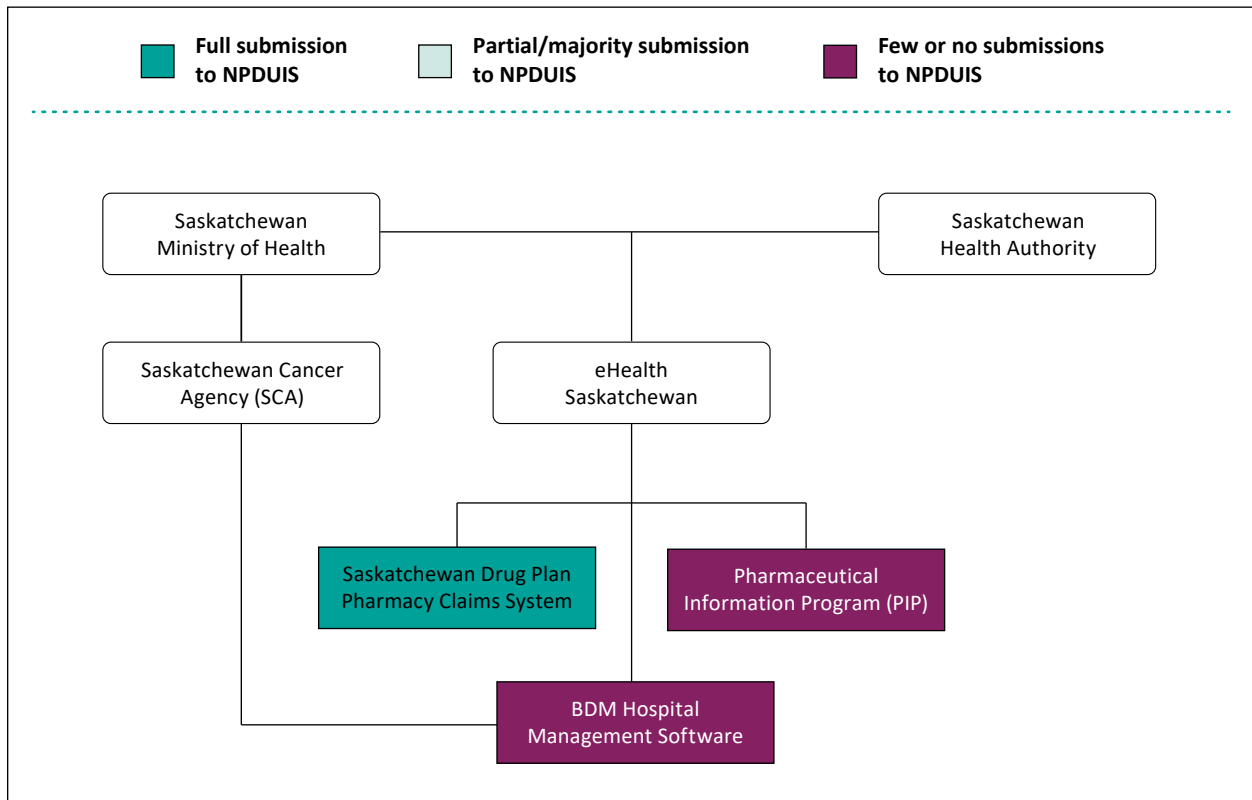 Full submission
to NPDUIS
Partial/majority submission
to NPDUIS
Few or no submissions
to NPDUIS
Saskatchewan
Ministry of Health
Saskatchewan
Health Authority
Saskatchewan Cancer
Agency (SCA)
eHealth
Saskatchewan
Saskatchewan Drug Plan
Pharmacy Claims System
Pharmaceutical
Information Program (PIP)
BDM Hospital
Management Software